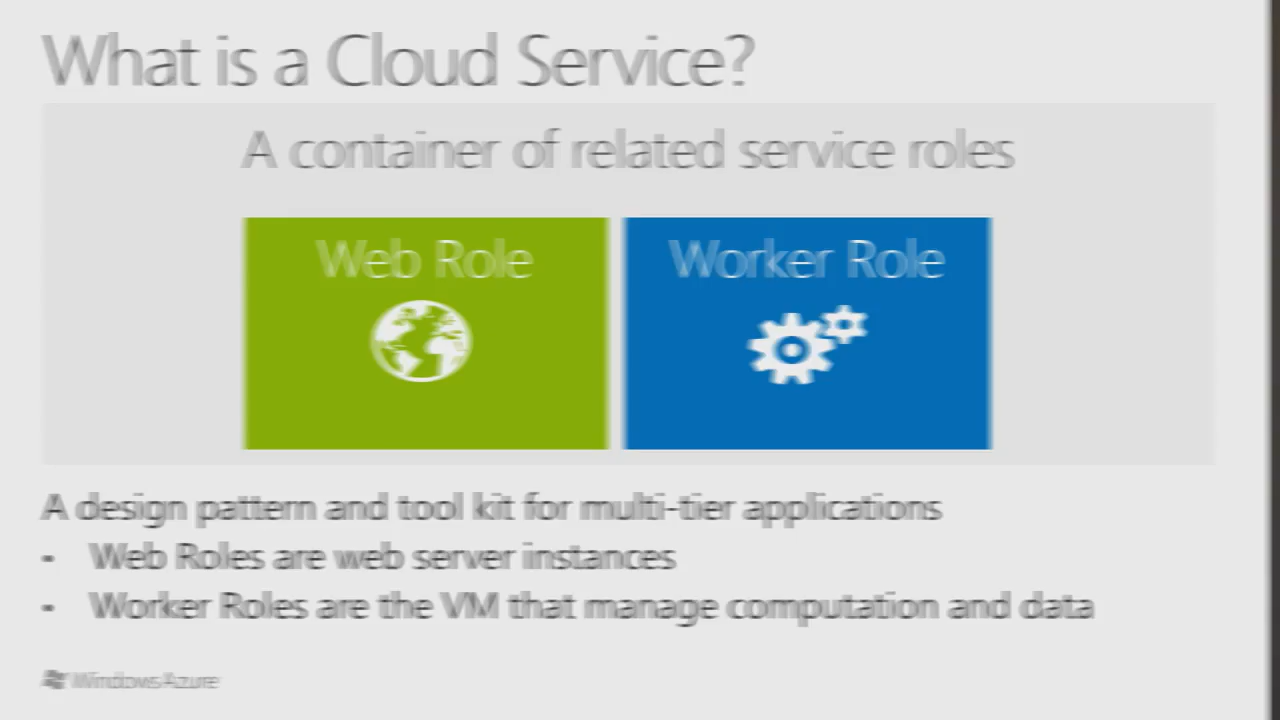 What is a Cloud Service?
A container of related service roles
Web Role
Worker Role
A design pattern and tool kit for multi-tier applications
- Web Roles are web server instances
- Worker Roles are the VM that manage computation and data
Windows Azure